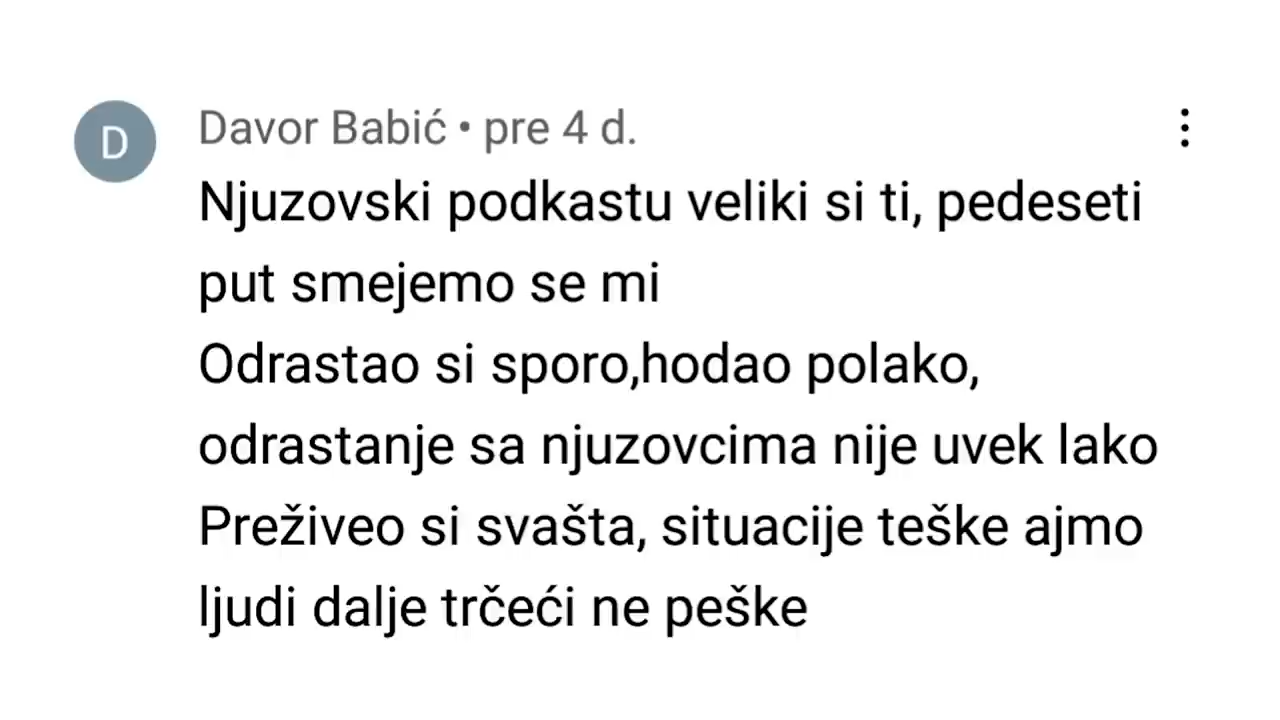 D
Davor Babić • pre 4 d.
Njuzovski podkastu veliki si ti, pedeseti
put smejemo se mi
Odrastao si sporo,hodao polako,
odrastanje sa njuzovcima nije uvek lako
Preživeo si svašta, situacije teške ajmo
ljudi dalje trčeći ne peške